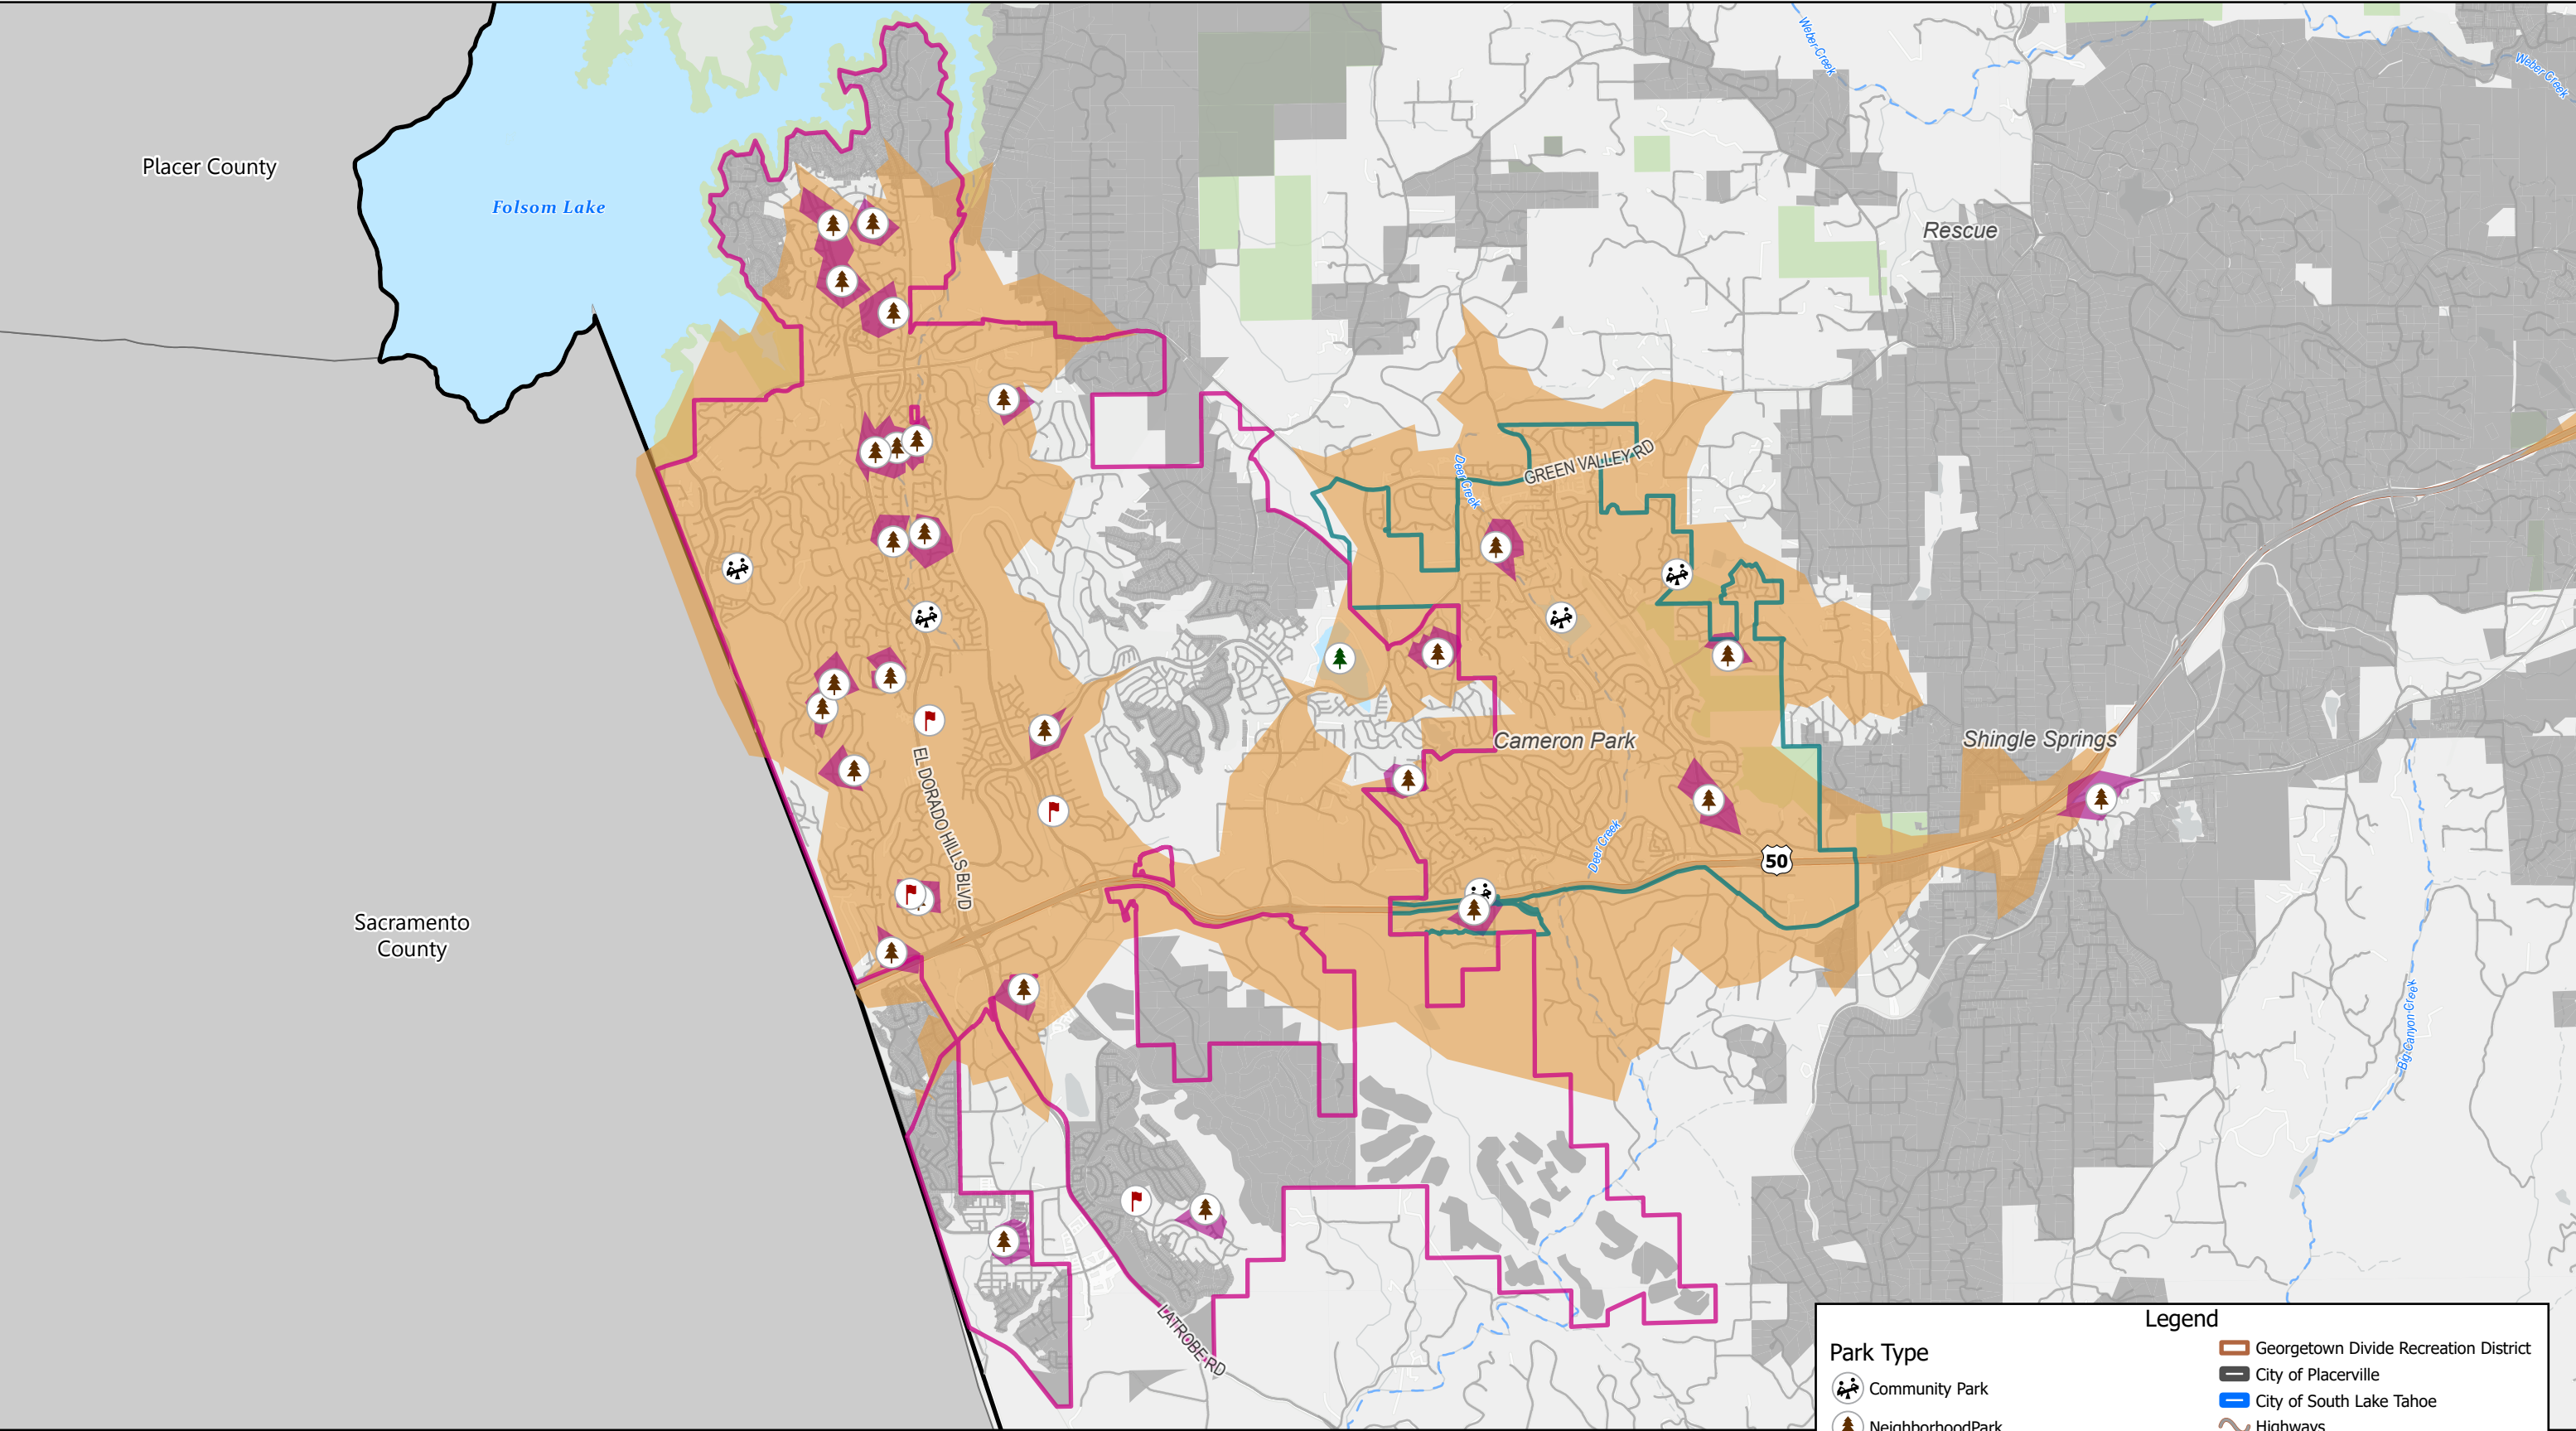 Weber Creek
Weber Creek
Placer County
Folsom Lake
Rescue
GREEN VALLEY RD
Deer Creek
Cameron Park
Shingle Springs
EL DORADO HILLS BLVD
Deer Creek
50
Sacramento
County
Big Canyon Creek
LATROBE RD
Legend
Park Type
Community Park
NeighborhoodPark
Georgetown Divide Recreation District
City of Placerville
City of South Lake Tahoe
Highways